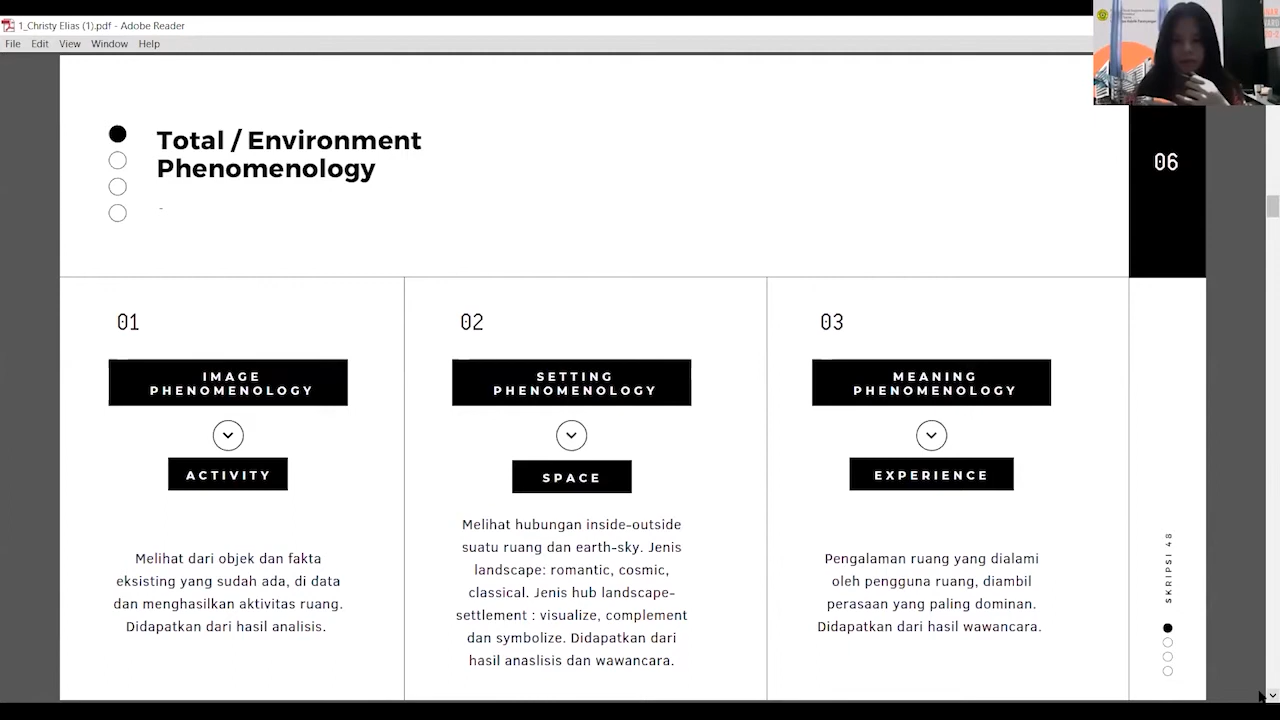 1_Christy Elias (1).pdf - Adobe Reader
File Edit View Window Help
Total / Environment
Phenomenology
-
06
01
IMAGE
PHENOMENOLOGY
ACTIVITY
Melihat dari objek dan fakta
eksisting yang sudah ada, di data
dan menghasilkan aktivitas ruang.
Didapatkan dari hasil analisis.
02
SETTING
PHENOMENOLOGY
SPACE
Melihat hubungan inside-outside
suatu ruang dan earth-sky. Jenis
landscape: romantic, cosmic,
classical. Jenis hub landscape-
settlement : visualize, complement
dan symbolize. Didapatkan dari
hasil anaslisis dan wawancara.
03
MEANING
PHENOMENOLOGY
EXPERIENCE
Pengalaman ruang yang dialami
oleh pengguna ruang, diambil
perasaan yang paling dominan.
Didapatkan dari hasil wawancara.
SKRIPSI 48